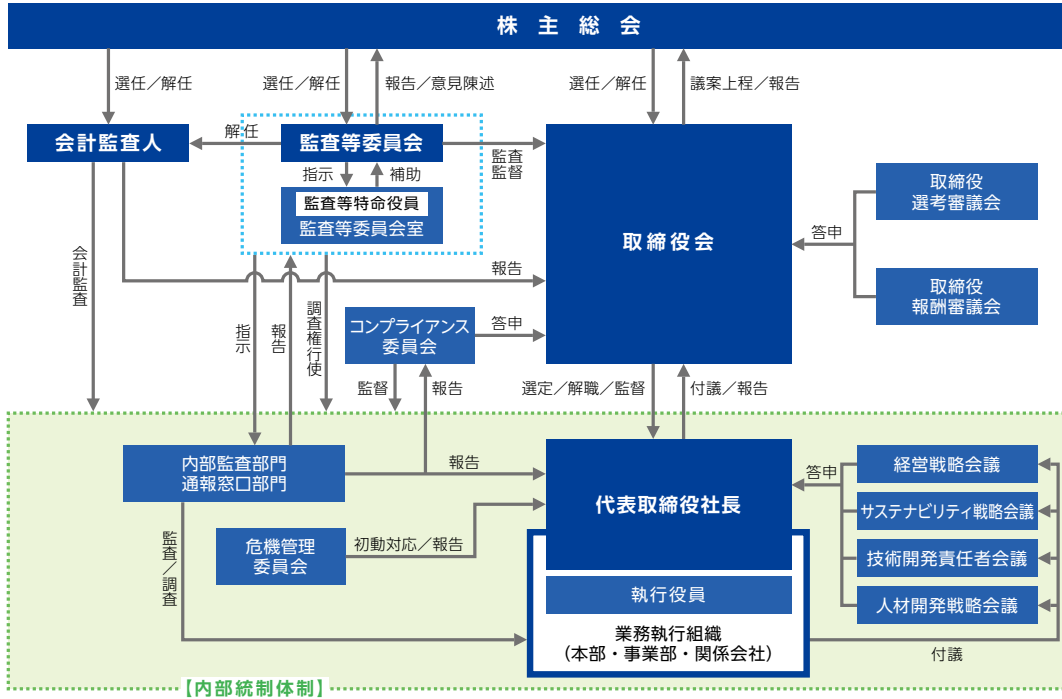 株主総会
選任／解任
選任／解任
報告／意見陳述
選任／解任
議案上程／報告
会計監査人
解任
監査等委員会
監査
監督
指示
補助
監査等特命役員
監査等委員会室
取締役会
取締役
選考審議会
答申
取締役
報酬審議会
会計監査
報告
指示
報告
調査権行使
コンプライアンス
委員会
答申
監督
報告
選定／解職／監督
付議／報告
内部監査部門
通報窓口部門
報告
代表取締役社長
答申
経営戦略会議
サステナビリティ戦略会議
技術開発責任者会議
人材開発戦略会議
危機管理
委員会
初動対応／報告
監査／調査
執行役員
業務執行組織
（本部・事業部・関係会社）
付議
【内部統制体制】